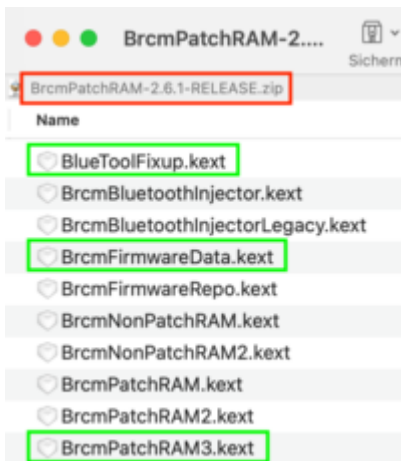 BrcmPatchRAM-2....
Sichern
BrcmPatchRAM-2.6.1-RELEASE.zip
Name
BlueToolFixup.kext
BrcmBluetoothInjector.kext
BrcmBluetoothInjectorLegacy.kext
BrcmFirmwareData.kext
BrcmFirmwareRepo.kext
BrcmNonPatchRAM.kext
BrcmNonPatchRAM2.kext
BrcmPatchRAM.kext
BrcmPatchRAM2.kext
BrcmPatchRAM3.kext